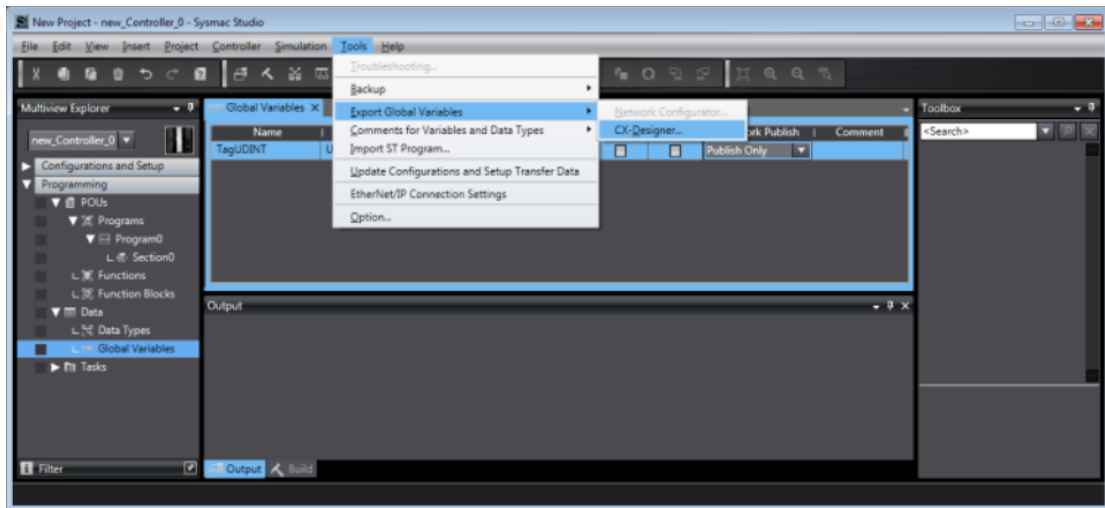 New Project - new_Controller_0 - Sysmac Studio
File Edit View Insert Project Controller Simulation Tools Help
Troubleshooting...
Backup
Export Global Variables
Comments for Variables and Data Types
Import ST Program...
Update Configurations and Setup Transfer Data
EtherNet/IP Connection Settings
Option...
Network Configurator...
CX-Designer...
Multiview Explorer
new_Controller_0
Configurations and Setup
Programming
POUs
Programs
Program0
Section0
Functions
Function Blocks
Data
Data Types
Global Variables
Tasks
Filter
Global Variables
Name
Publish
Comment
TagUDINT
U
Publish Only
Output
Output Build
Toolbox
<Search>